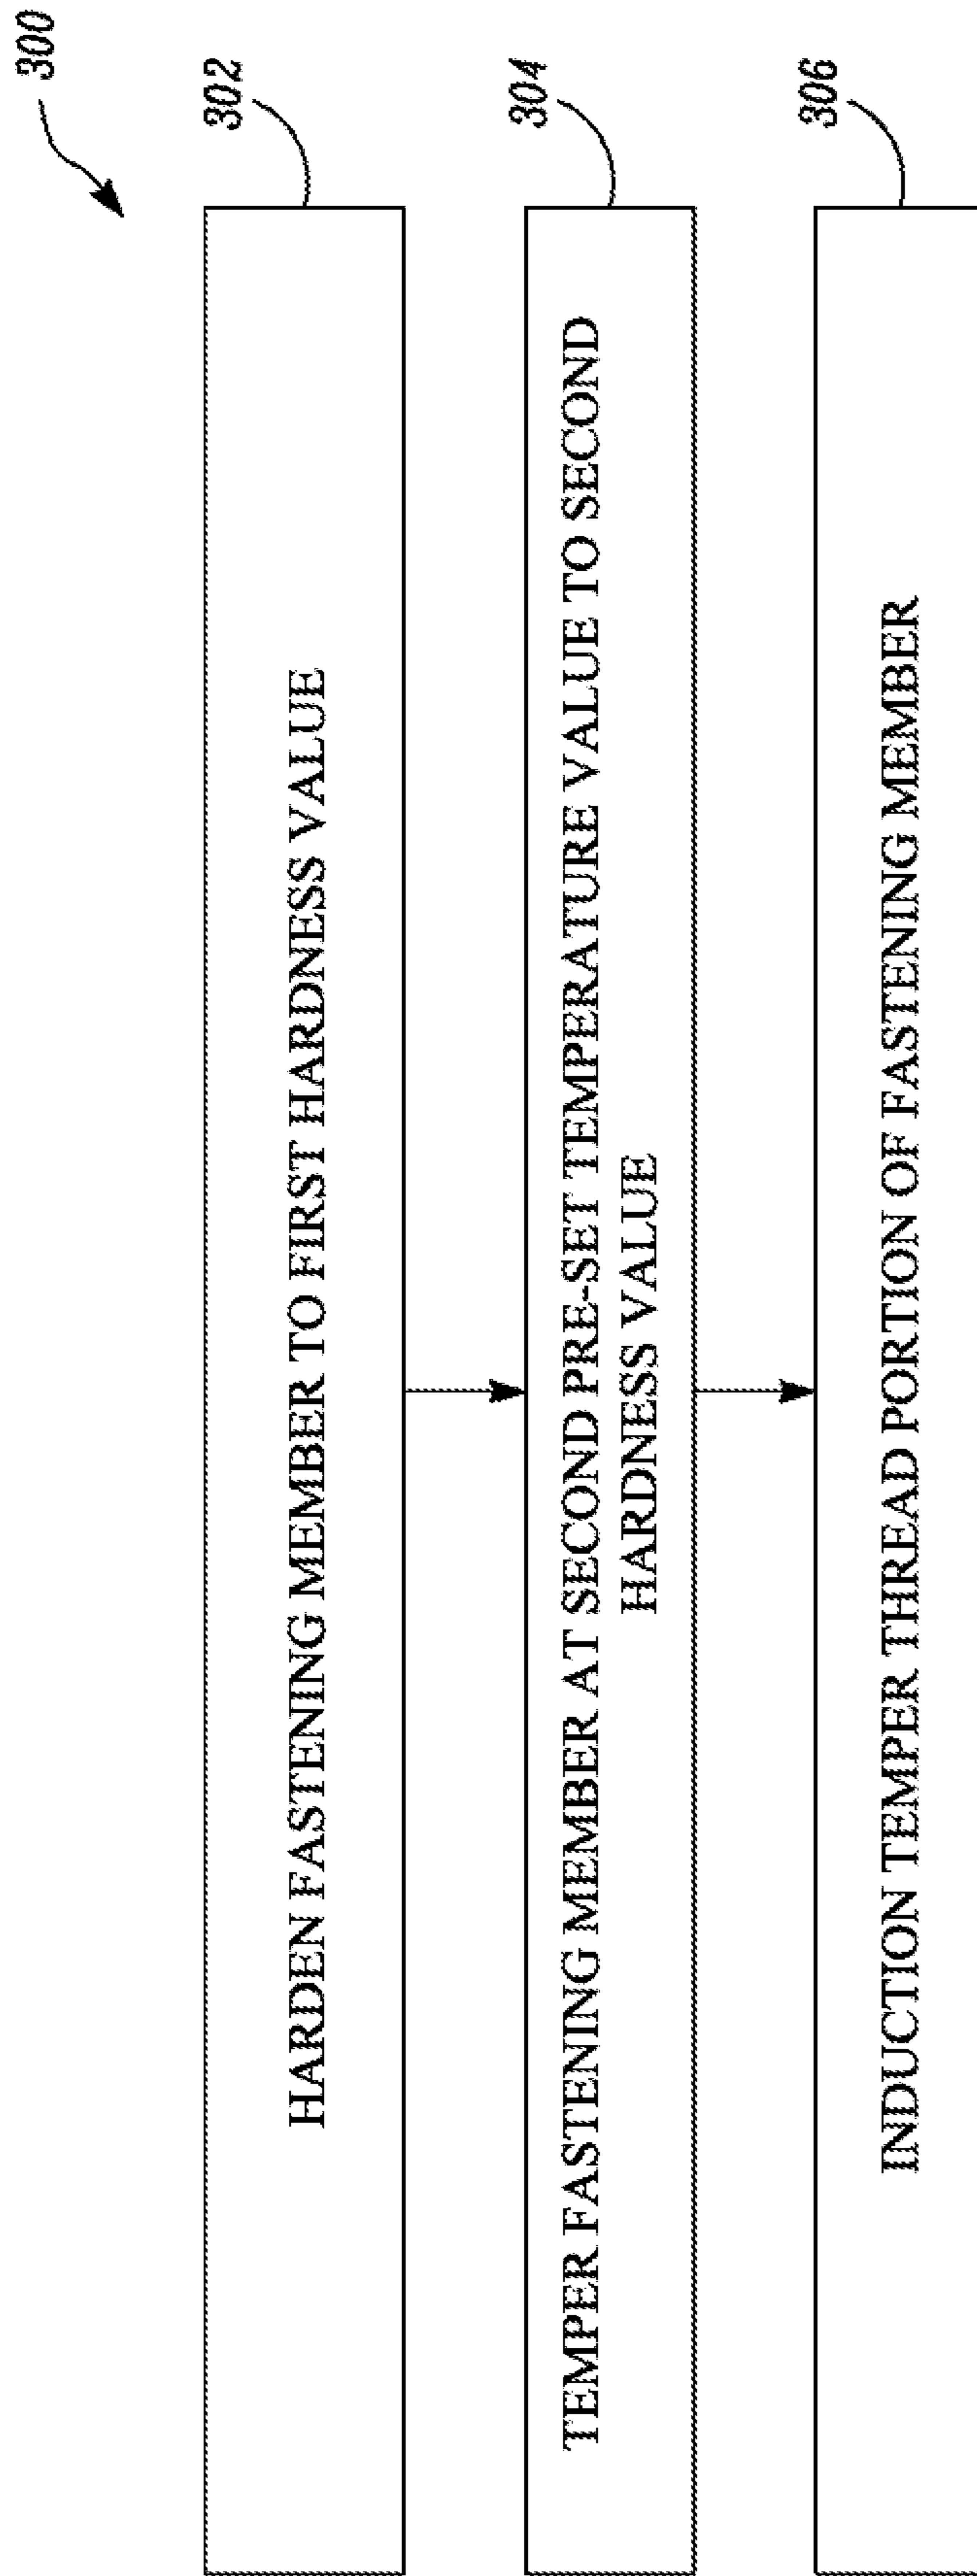 300
302
HARDEN FASTENING MEMBER TO FIRST HARDNESS VALUE
304
TEMPER FASTENING MEMBER AT SECOND PRE-SET TEMPERATURE VALUE TO SECOND
HARDNESS VALUE
306
INDUCTION TEMPER THREAD PORTION OF FASTENING MEMBER